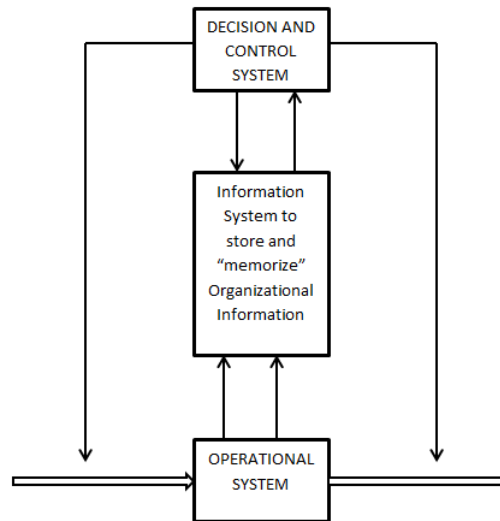 DECISION AND
CONTROL
SYSTEM
Information
System to
store and
“memorize”
Organizational
Information
OPERATIONAL
SYSTEM